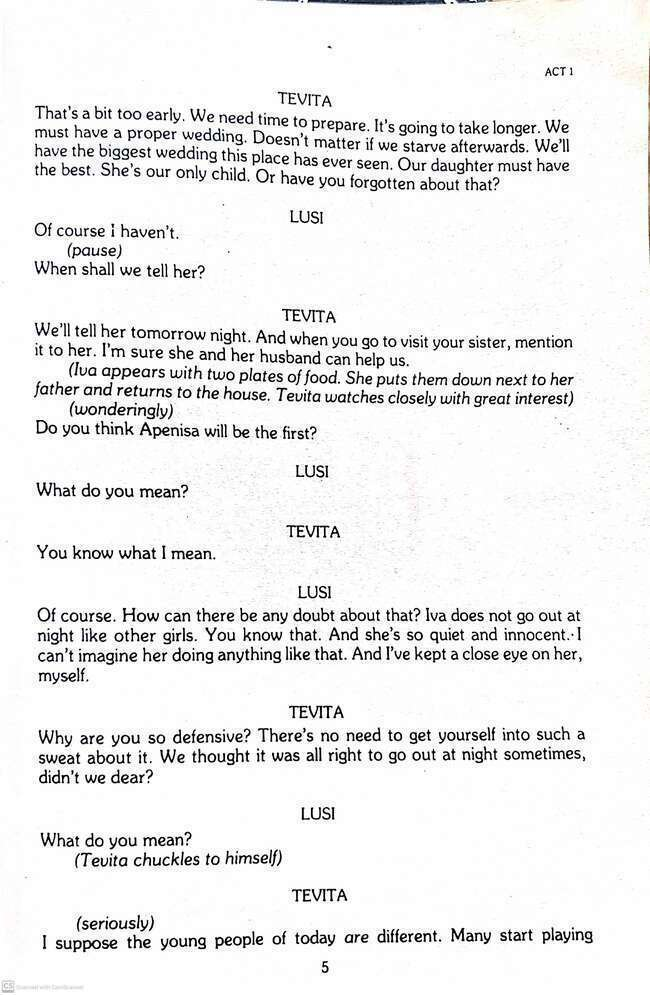 ACT 1
TEVITA
That's a bit too early. We need time to prepare. It's going to take longer. We
must have a proper wedding. Doesn't matter if we starve afterwards. We'll
have the biggest wedding this place has ever seen. Our daughter must have
the best. She's our only child. Or have you forgotten about that?
LUSI
Of course I haven't.
(pause)
When shall we tell her?
TEVITA
We'll tell her tomorrow night. And when you go to visit your sister, mention
it to her. I'm sure she and her husband can help us.
(Iva appears with two plates of food. She puts them down next to her
father and returns to the house. Tevita watches closely with great interest)
(wonderingly)
Do you think Apenisa will be the first?
LUSI
What do you mean?
TEVITA
You know what I mean.
LUSI
Of course. How can there be any doubt about that? Iva does not go out at
night like other girls. You know that. And she's so quiet and innocent. I
can't imagine her doing anything like that. And I've kept a close eye on her,
myself.
TEVITA
Why are you so defensive? There's no need to get yourself into such a
sweat about it. We thought it was all right to go out at night sometimes,
didn't we dear?
LUSI
What do you mean?
(Tevita chuckles to himself)
TEVITA
(seriously)
I suppose the young people of today are different. Many start playing
5
CS Scanned with CamScanner